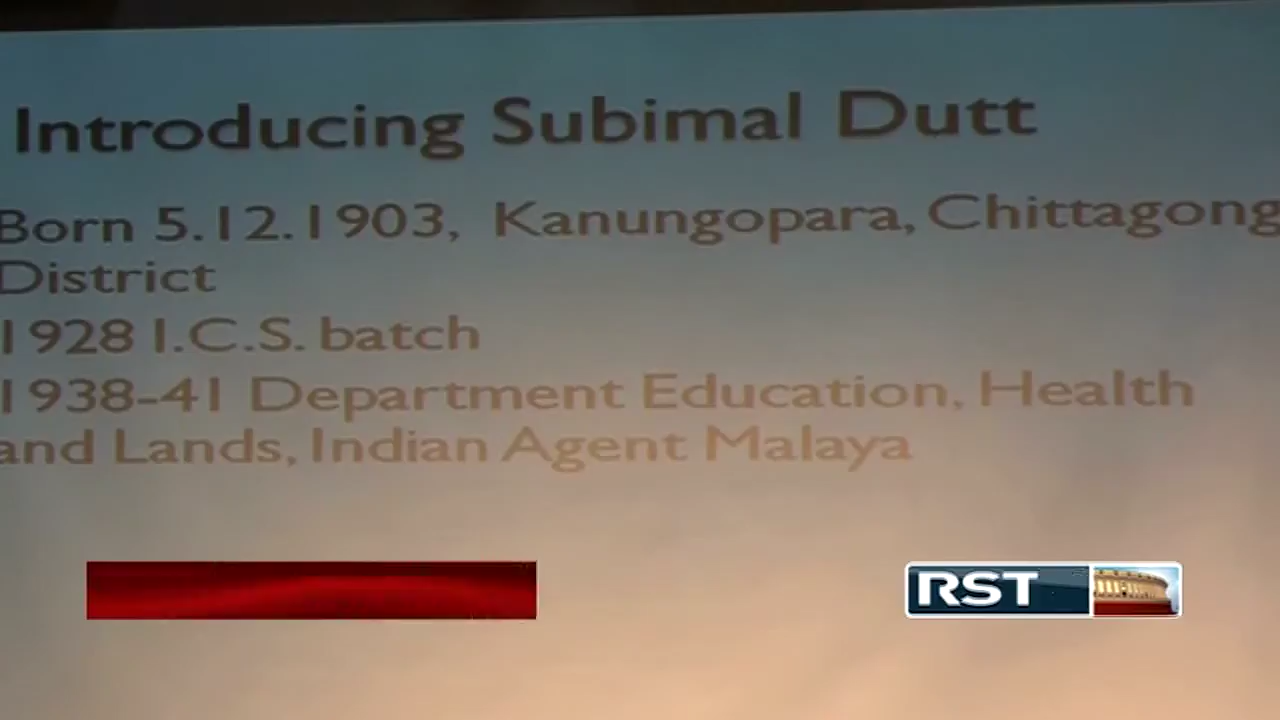 Introducing Subimal Dutt
Born 5.12.1903, Kanungopara, Chittagong
District
1928 I.C.S. batch
1938-41 Department Education, Health
and Lands, Indian Agent Malaya
RST